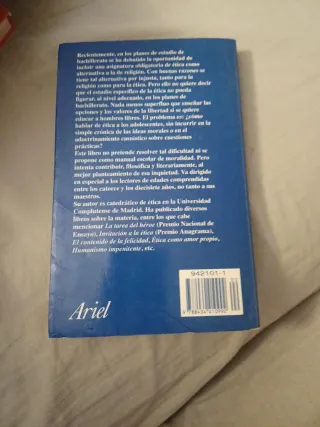 Recientemente, en los planes de estudio de
bachillerato se ha debatido la oportunidad de
incluir una asignatura obligatoria de ética como
alternativa a la de religión. Con buenas razones se
tiene tal alternativa por injusta, tanto para la
religión como para la ética. Pero ello no quiere decir
que el estudio específico de la ética no pueda
figurar, al nivel adecuado, en los planes de
bachillerato. Nada menos superfluo que enseñar las
opciones y los valores de la libertad si se quiere
educar a hombres libres. El problema es: ¿cómo
hablar de ética a los adolescentes, sin incurrir en la
simple crónica de las ideas morales o en el
adoctrinamiento casuístico sobre cuestiones
prácticas?
Este libro no pretende resolver tal dificultad ni se
propone como manual escolar de moralidad. Pero
intenta contribuir, filosófica y literariamente, al
mejor planteamiento de esa inquietud. Va dirigido
en especial a los lectores de edades comprendidas
entre los catorce y los diecisiete años, no tanto a sus
maestros.
Su autor es catedrático de ética en la Universidad
Complutense de Madrid. Ha publicado diversos
libros sobre la materia, entre los que cabe
mencionar La tarea del héroe (Premio Nacional de
Ensayo), Invitación a la ética (Premio Anagrama),
El contenido de la felicidad, Ética como amor propio,
Humanismo impenitente, etc.
942101-1
Ariel